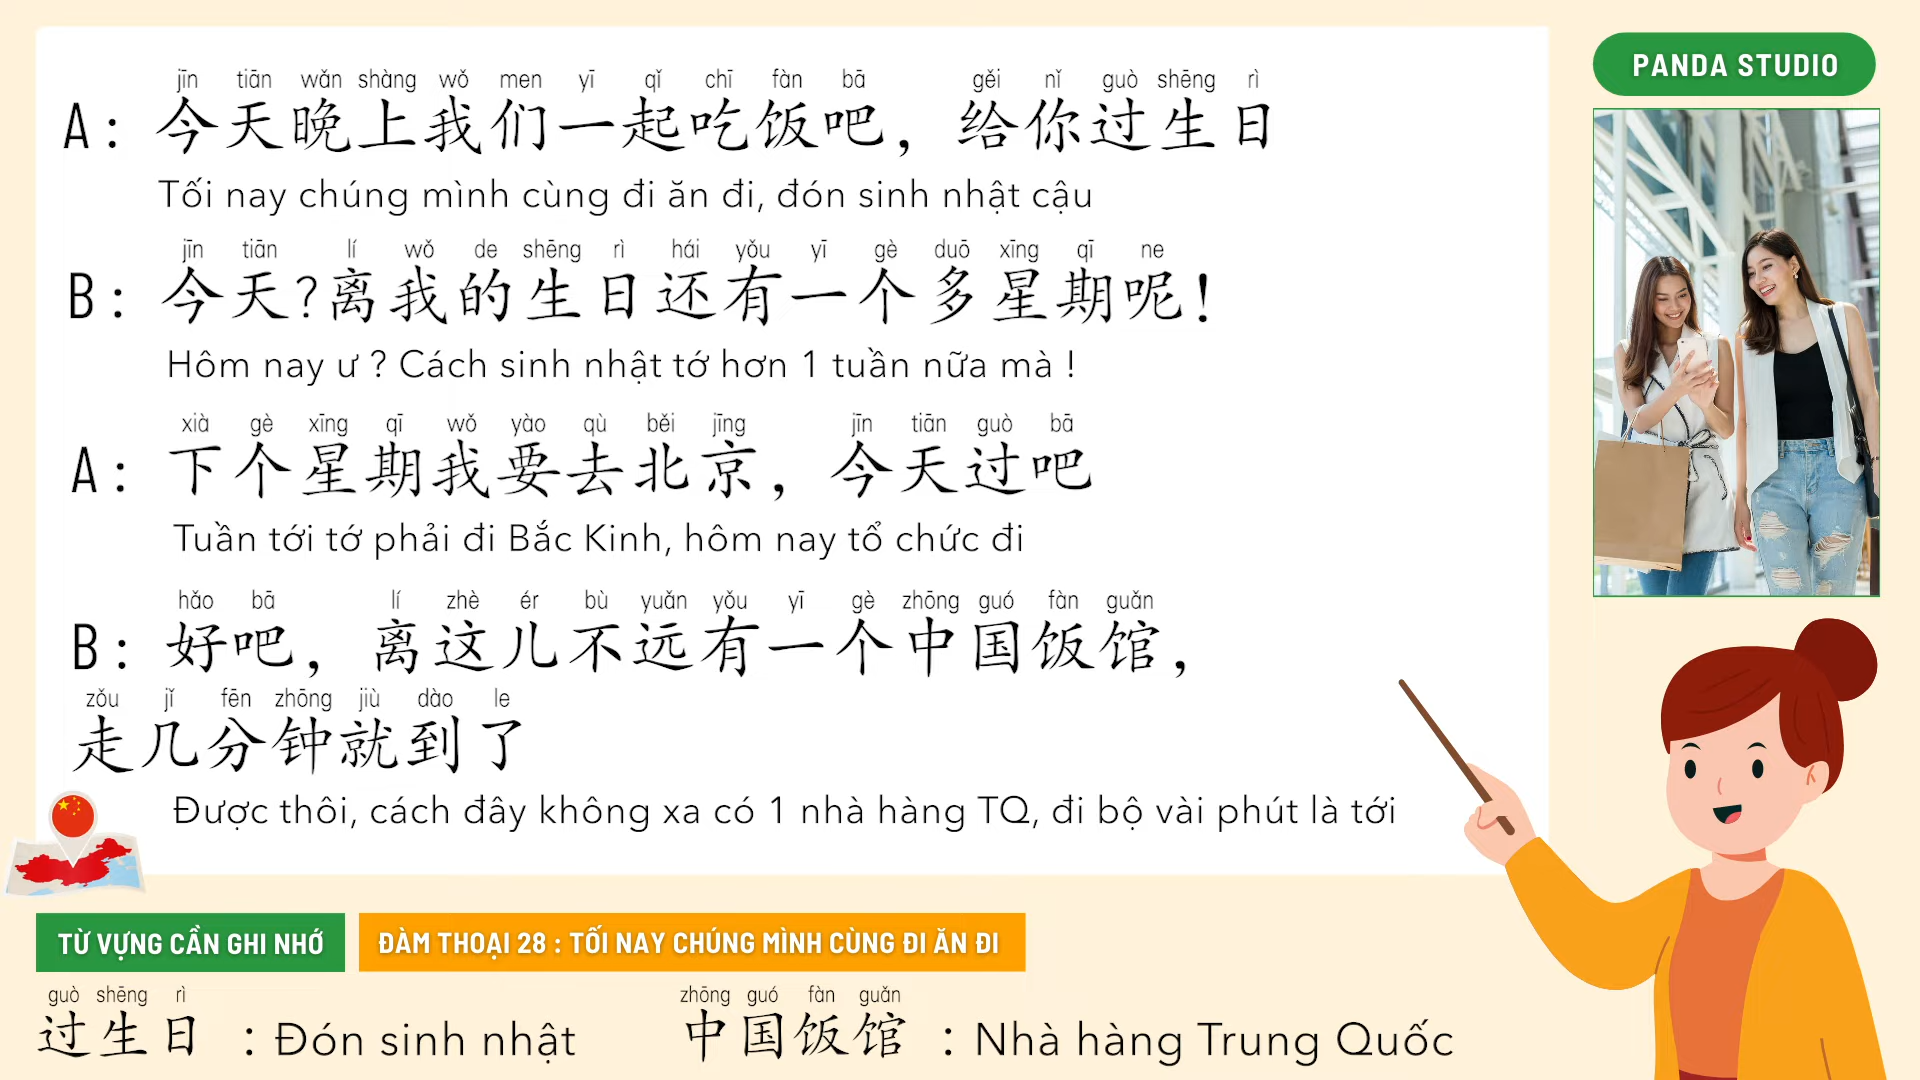 PANDA STUDIO
jīn tiān wǎn shàng wǒ men yī qǐ chī fàn bā gěi nǐ guò shēng rì
A: 今天晚上我们一起吃饭吧，给你过生日
Tối nay chúng mình cùng đi ăn đi, đón sinh nhật cậu
jīn tiān lí wǒ de shēng rì hái yǒu yī gè duō xīng qī ne
B: 今天?离我的生日还有一个多星期呢!
Hôm nay ư ? Cách sinh nhật tớ hơn 1 tuần nữa mà !
xià gè xīng qī wǒ yào qù běi jīng jīn tiān guò bā
A: 下个星期我要去北京，今天过吧
Tuần tới tớ phải đi Bắc Kinh, hôm nay tổ chức đi
hǎo bā lí zhè ér bù yuǎn yǒu yī gè zhōng guó fàn guǎn
B: 好吧，离这儿不远有一个中国饭馆，
zǒu jǐ fēn zhōng jiù dào le
走几分钟就到了
Được thôi, cách đây không xa có 1 nhà hàng TQ, đi bộ vài phút là tới
TỪ VỰNG CẦN GHI NHỚ
ĐÀM THOẠI 28 : TỐI NAY CHÚNG MÌNH CÙNG ĐI ĂN ĐI
guò shēng rì
过生日 : Đón sinh nhật
zhōng guó fàn guǎn
中国饭馆 : Nhà hàng Trung Quốc